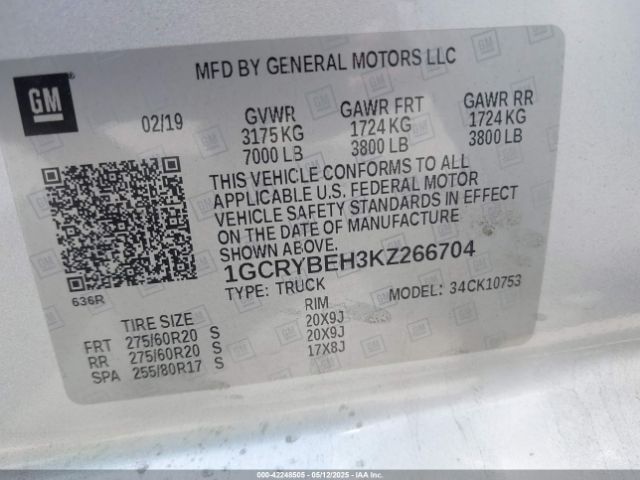 MFD BY GENERAL MOTORS LLC
GM
02/19
GVWR
3175 KG
7000 LB
GAWR FRT
1724 KG
3800 LB
GAWR RR
1724 KG
3800 LB
THIS VEHICLE CONFORMS TO ALL
APPLICABLE U.S. FEDERAL MOTOR
VEHICLE SAFETY STANDARDS IN EFFECT
ON THE DATE OF MANUFACTURE
SHOWN ABOVE.
1GCRYBEH3KZ266704
TYPE: TRUCK
MODEL: 34CK10753
636R
TIRE SIZE
RIM
FRT 275/60R20 S 20X9J
RR 275/60R20 S 20X9J
SPA 255/80R17 S 17X8J
000-42248505 - 05/12/2025 - IAAI.COM